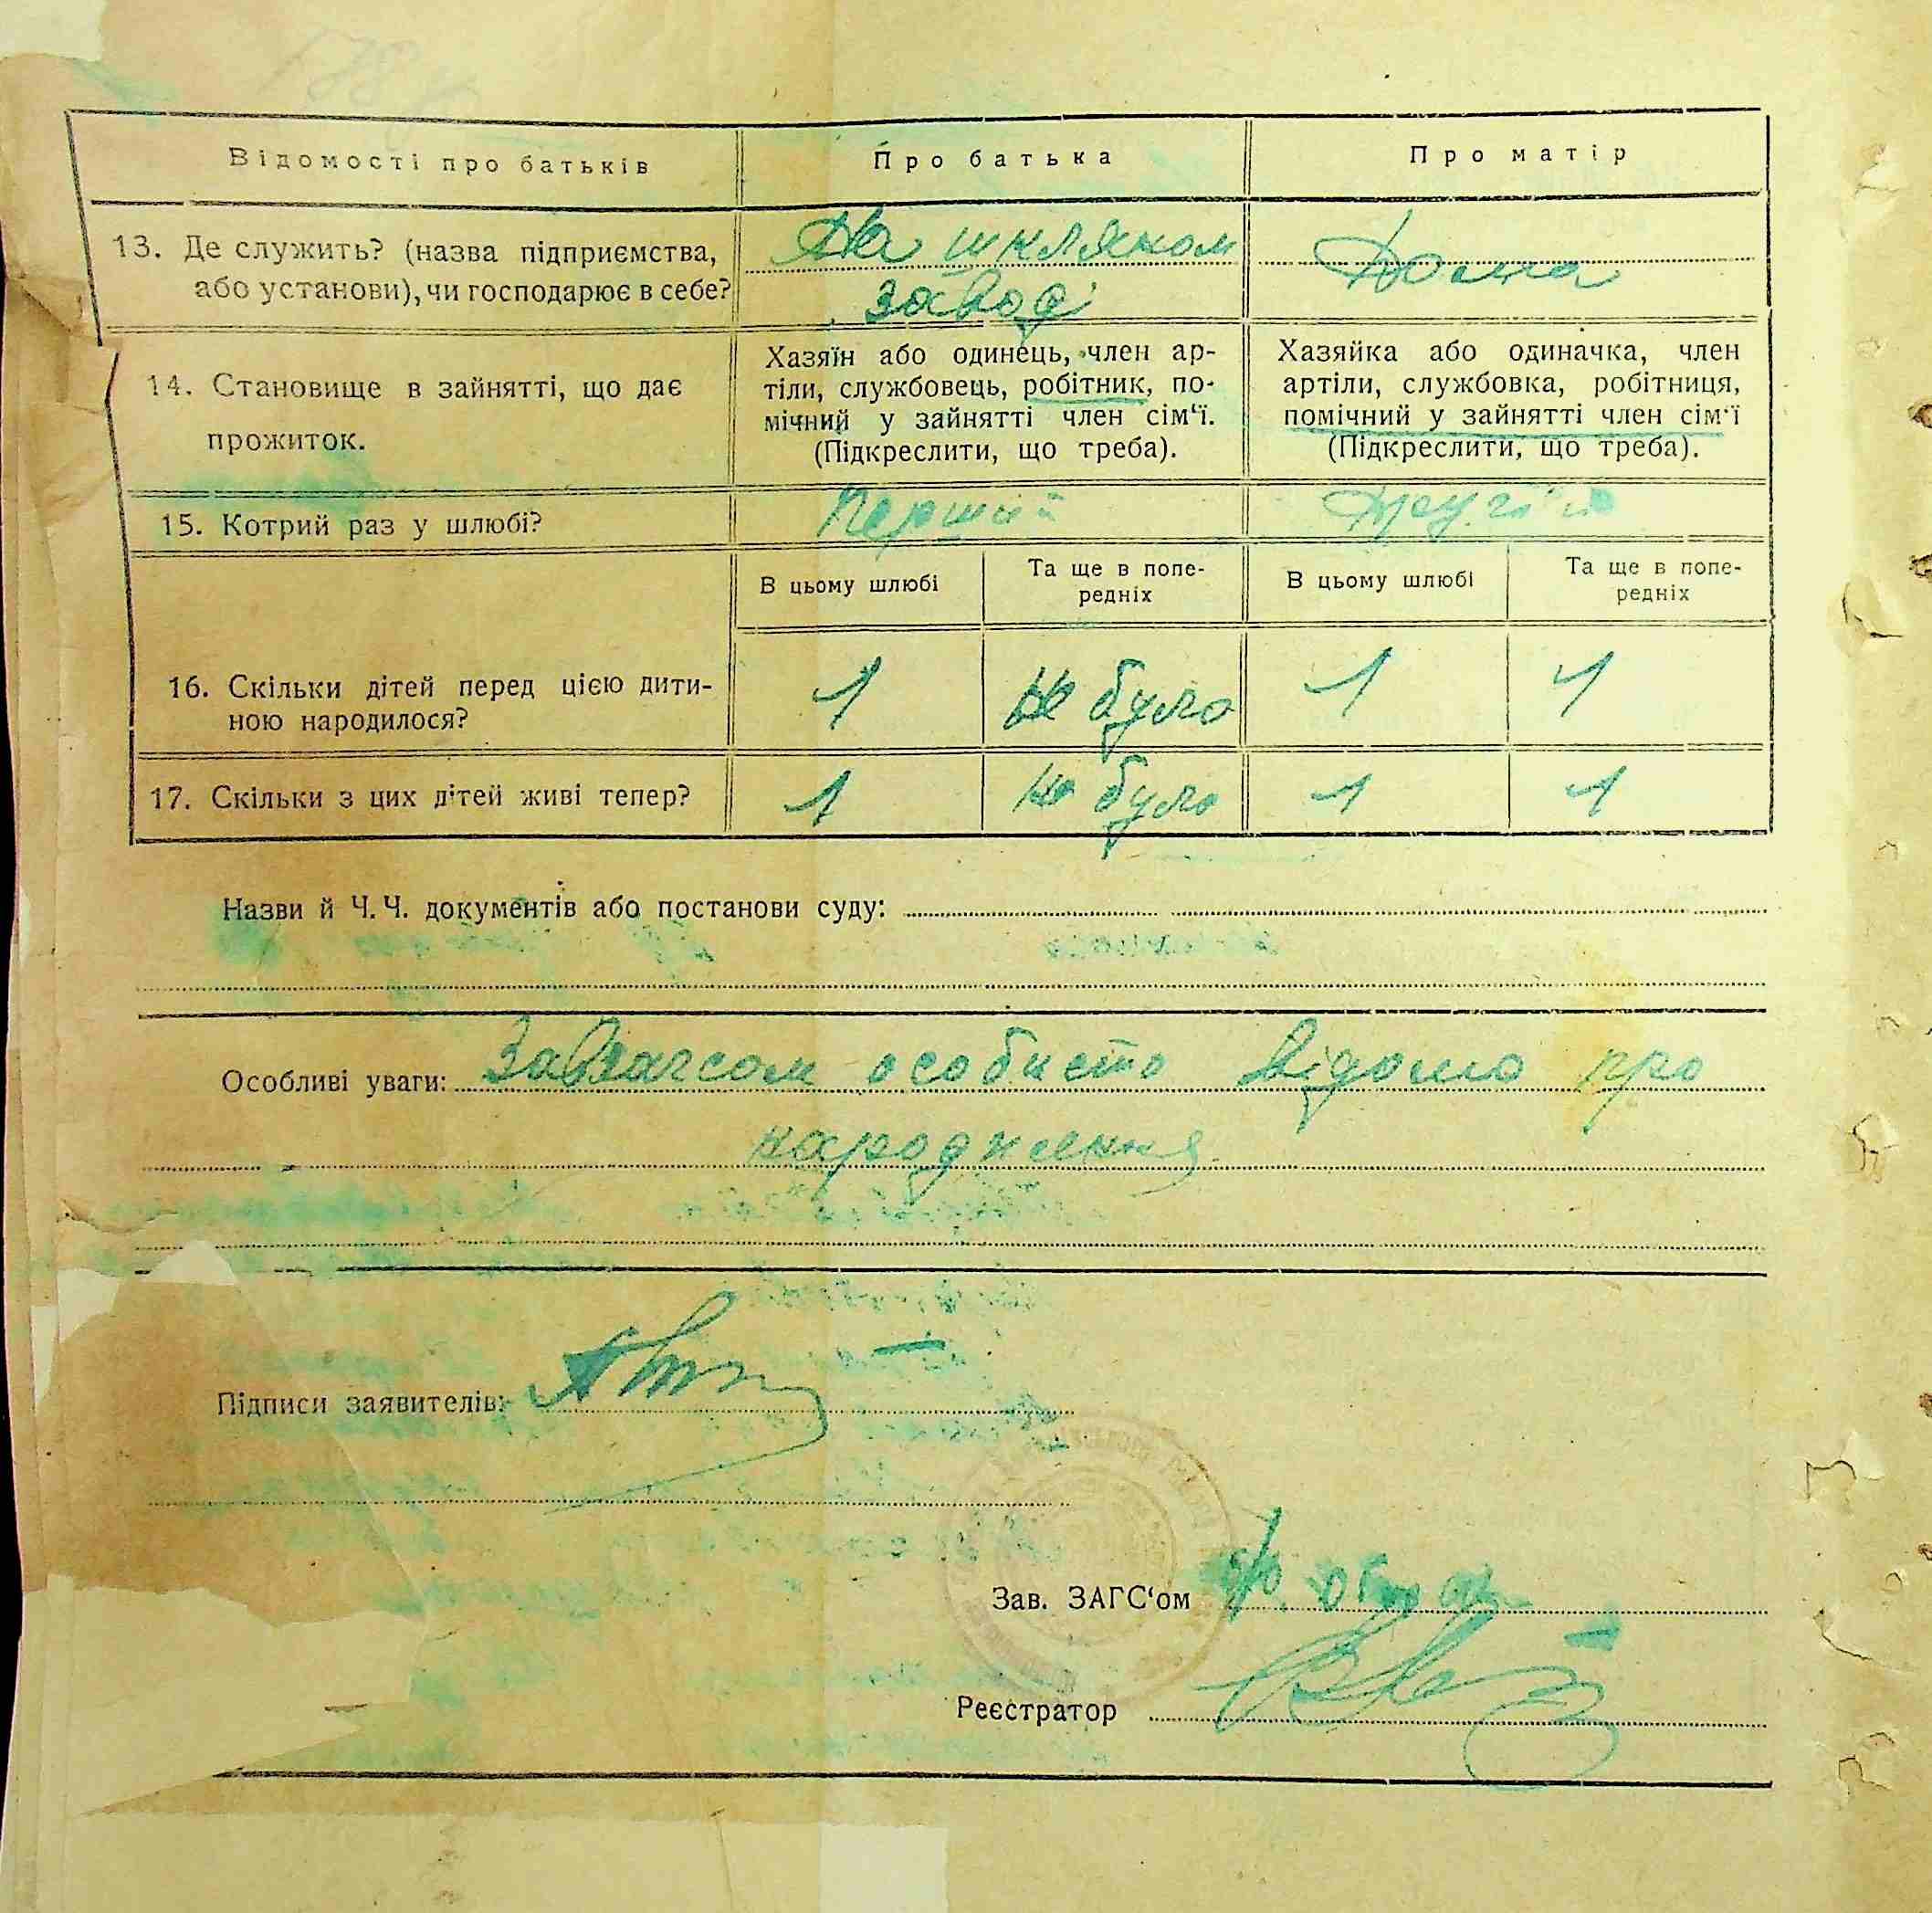 Відомості про батьків
Про батька
Про матір
13. Де служить? (назва підприємства,
або установи), чи господарює в себе?
На шкляном
заводі
Дома
14. Становище в зайнятті, що дає
прожиток.
Хазяїн або одинець, член ар-
тіли, службовець, робітник, по-
мічний у зайнятті член сім‘ї.
(Підкреслити, що треба).
Хазяйка або одиначка, член
артіли, службовка, робітниця,
помічний у зайнятті член сім‘ї
(Підкреслити, що треба).
15. Котрий раз у шлюбі?
Перший
Другий
В цьому шлюбі
Та ще в попе-
редніх
В цьому шлюбі
Та ще в попе-
редніх
16. Скільки дітей перед цією дити-
ною народилося?
1
Не було
1
1
17. Скільки з цих дітей живі тепер?
1
Не було
1
1
Назви й Ч. Ч. документів або постанови суду:
Особливі уваги: Завзагсом особисто відомо про
народження
Підписи заявителів:
Зав. ЗАГС‘ом
Реєстратор